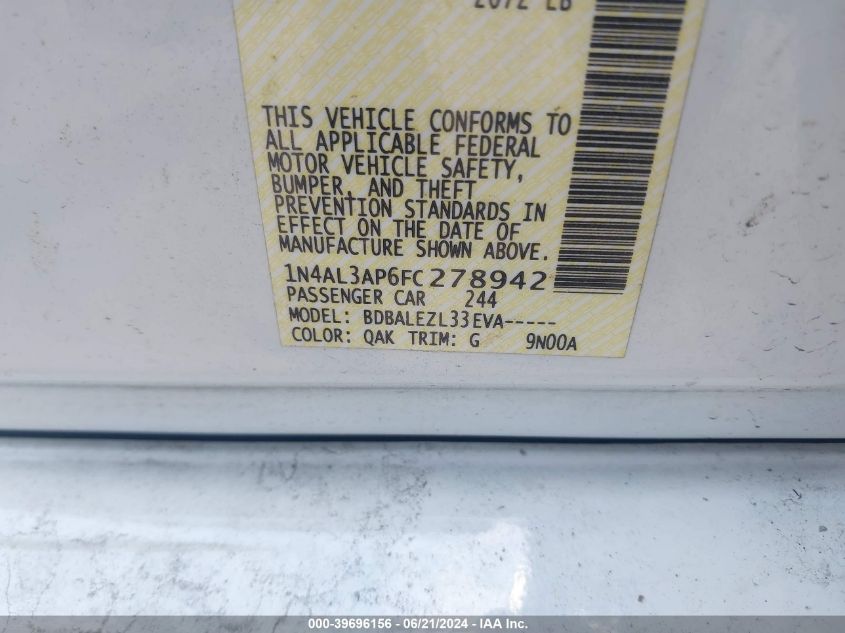 THIS VEHICLE CONFORMS TO
ALL APPLICABLE FEDERAL
MOTOR VEHICLE SAFETY,
BUMPER, AND THEFT
PREVENTION STANDARDS IN
EFFECT ON THE DATE OF
MANUFACTURE SHOWN ABOVE.
1N4AL3AP6FC278942
PASSENGER CAR 244
MODEL: BDBALEZL33EVA-----
COLOR: QAK TRIM: G 9N00A
000-39696156 - 06/21/2024 - © IAA, Inc.